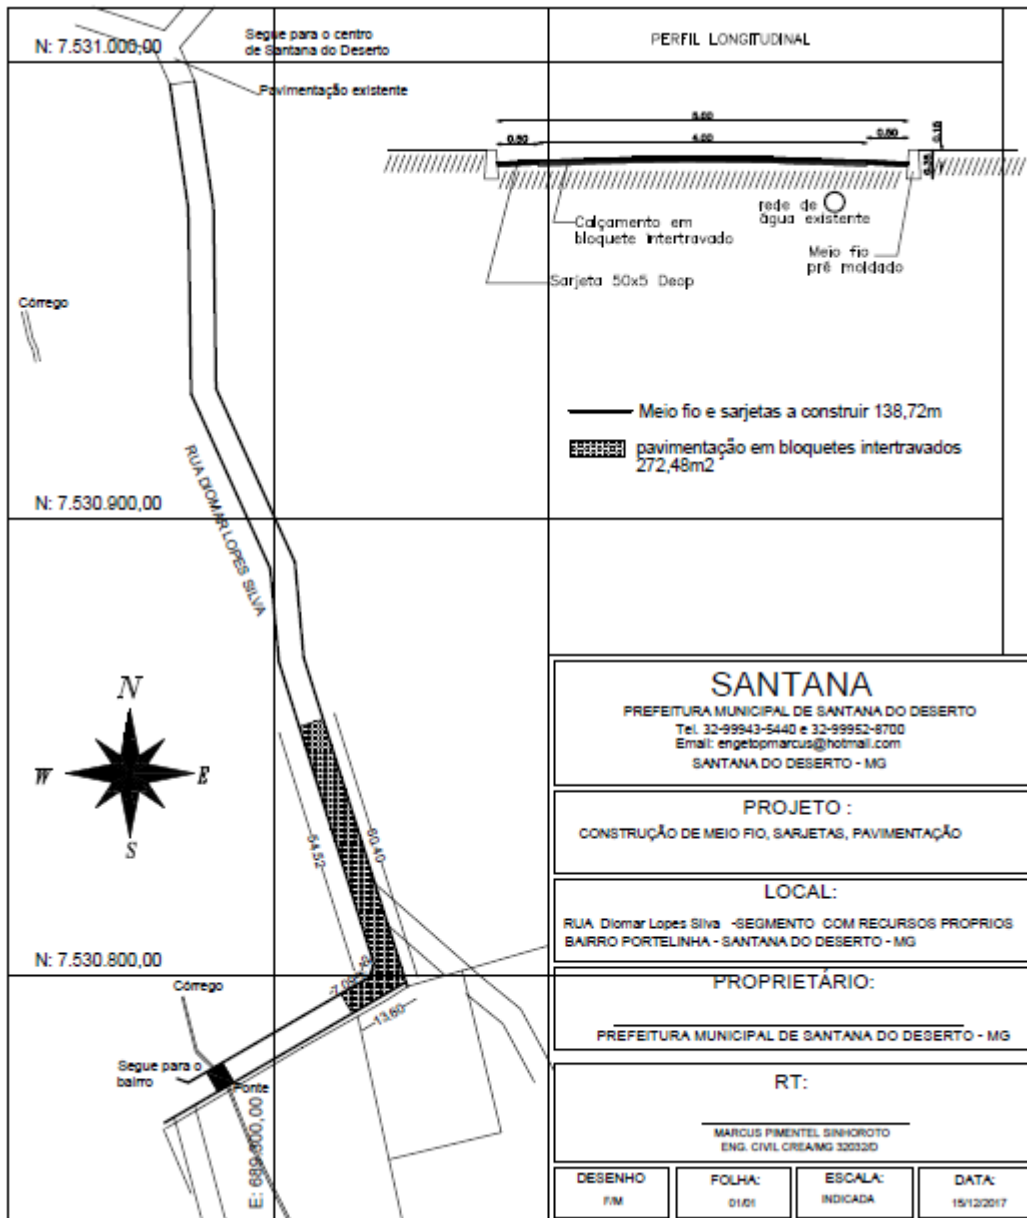 N: 7.531.000,00
Segue para o centro
de Santana do Deserto
Pavimentação existente
PERFIL LONGITUDINAL
5.00
0.50
4.00
0.50
0.15
0.35
Calçamento em
bloquete intertravado
rede de
água existente
Meio fio
pré moldado
Sarjeta 50x5 Deop
Córrego
Meio fio e sarjetas a construir 138,72m
pavimentação em bloquetes intertravados
272,48m2
RUA DIOMAR LOPES SILVA
N: 7.530.900,00
N
W
E
S
54.52
60.40
N: 7.530.800,00
13.60
Córrego
Segue para o
bairro
Ponte
SANTANA
PREFEITURA MUNICIPAL DE SANTANA DO DESERTO
Tel. 32-99943-5440 e 32-99952-8700
Email: engetopmarcus@hotmail.com
SANTANA DO DESERTO - MG
PROJETO :
CONSTRUÇÃO DE MEIO FIO, SARJETAS, PAVIMENTAÇÃO
LOCAL:
RUA Diomar Lopes Silva -SEGMENTO COM RECURSOS PROPRIOS
BAIRRO PORTELINHA - SANTANA DO DESERTO - MG
PROPRIETÁRIO:
PREFEITURA MUNICIPAL DE SANTANA DO DESERTO - MG
RT:
MARCUS PIMENTEL SINHOROTO
ENG. CIVIL CREA/MG 32032/D
DESENHO
F/M
FOLHA:
01/01
ESCALA:
INDICADA
DATA:
15/12/2017